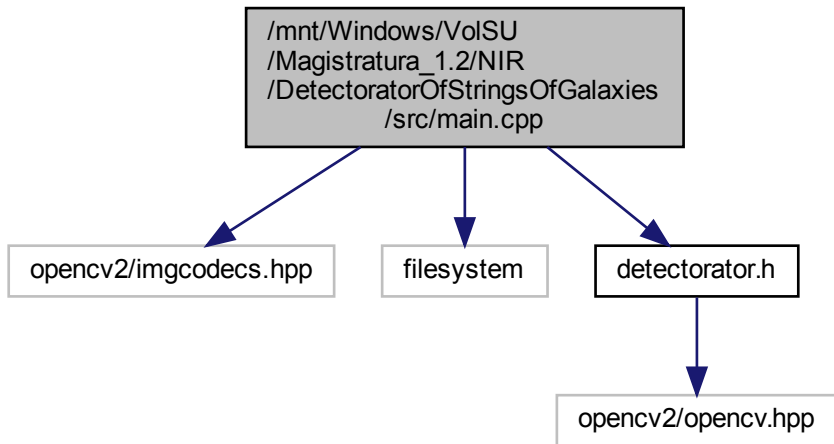 /mnt/Windows/VolSU
/Magistratura_1.2/NIR
/DetectoratorOfStringsOfGalaxies
/src/main.cpp
opencv2/imgcodecs.hpp
filesystem
detectorator.h
opencv2/opencv.hpp